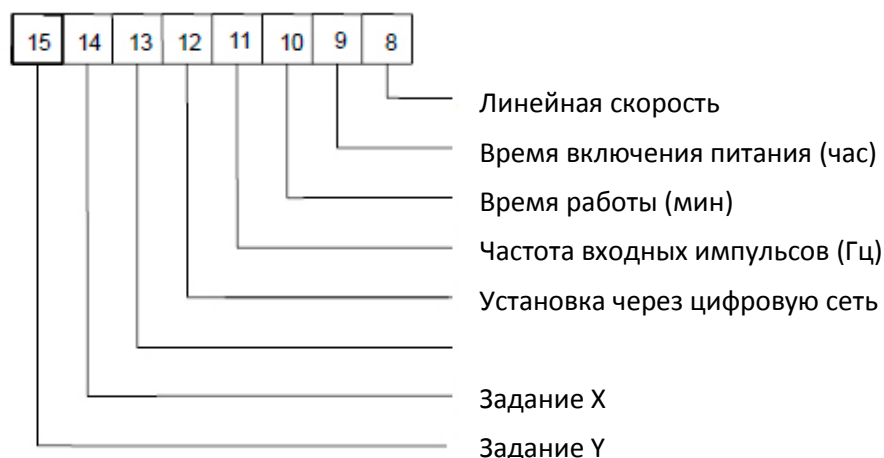 15 14 13 12 11 10 9 8
Линейная скорость
Время включения питания (час)
Время работы (мин)
Частота входных импульсов (Гц)
Установка через цифровую сеть
Задание X
Задание Y